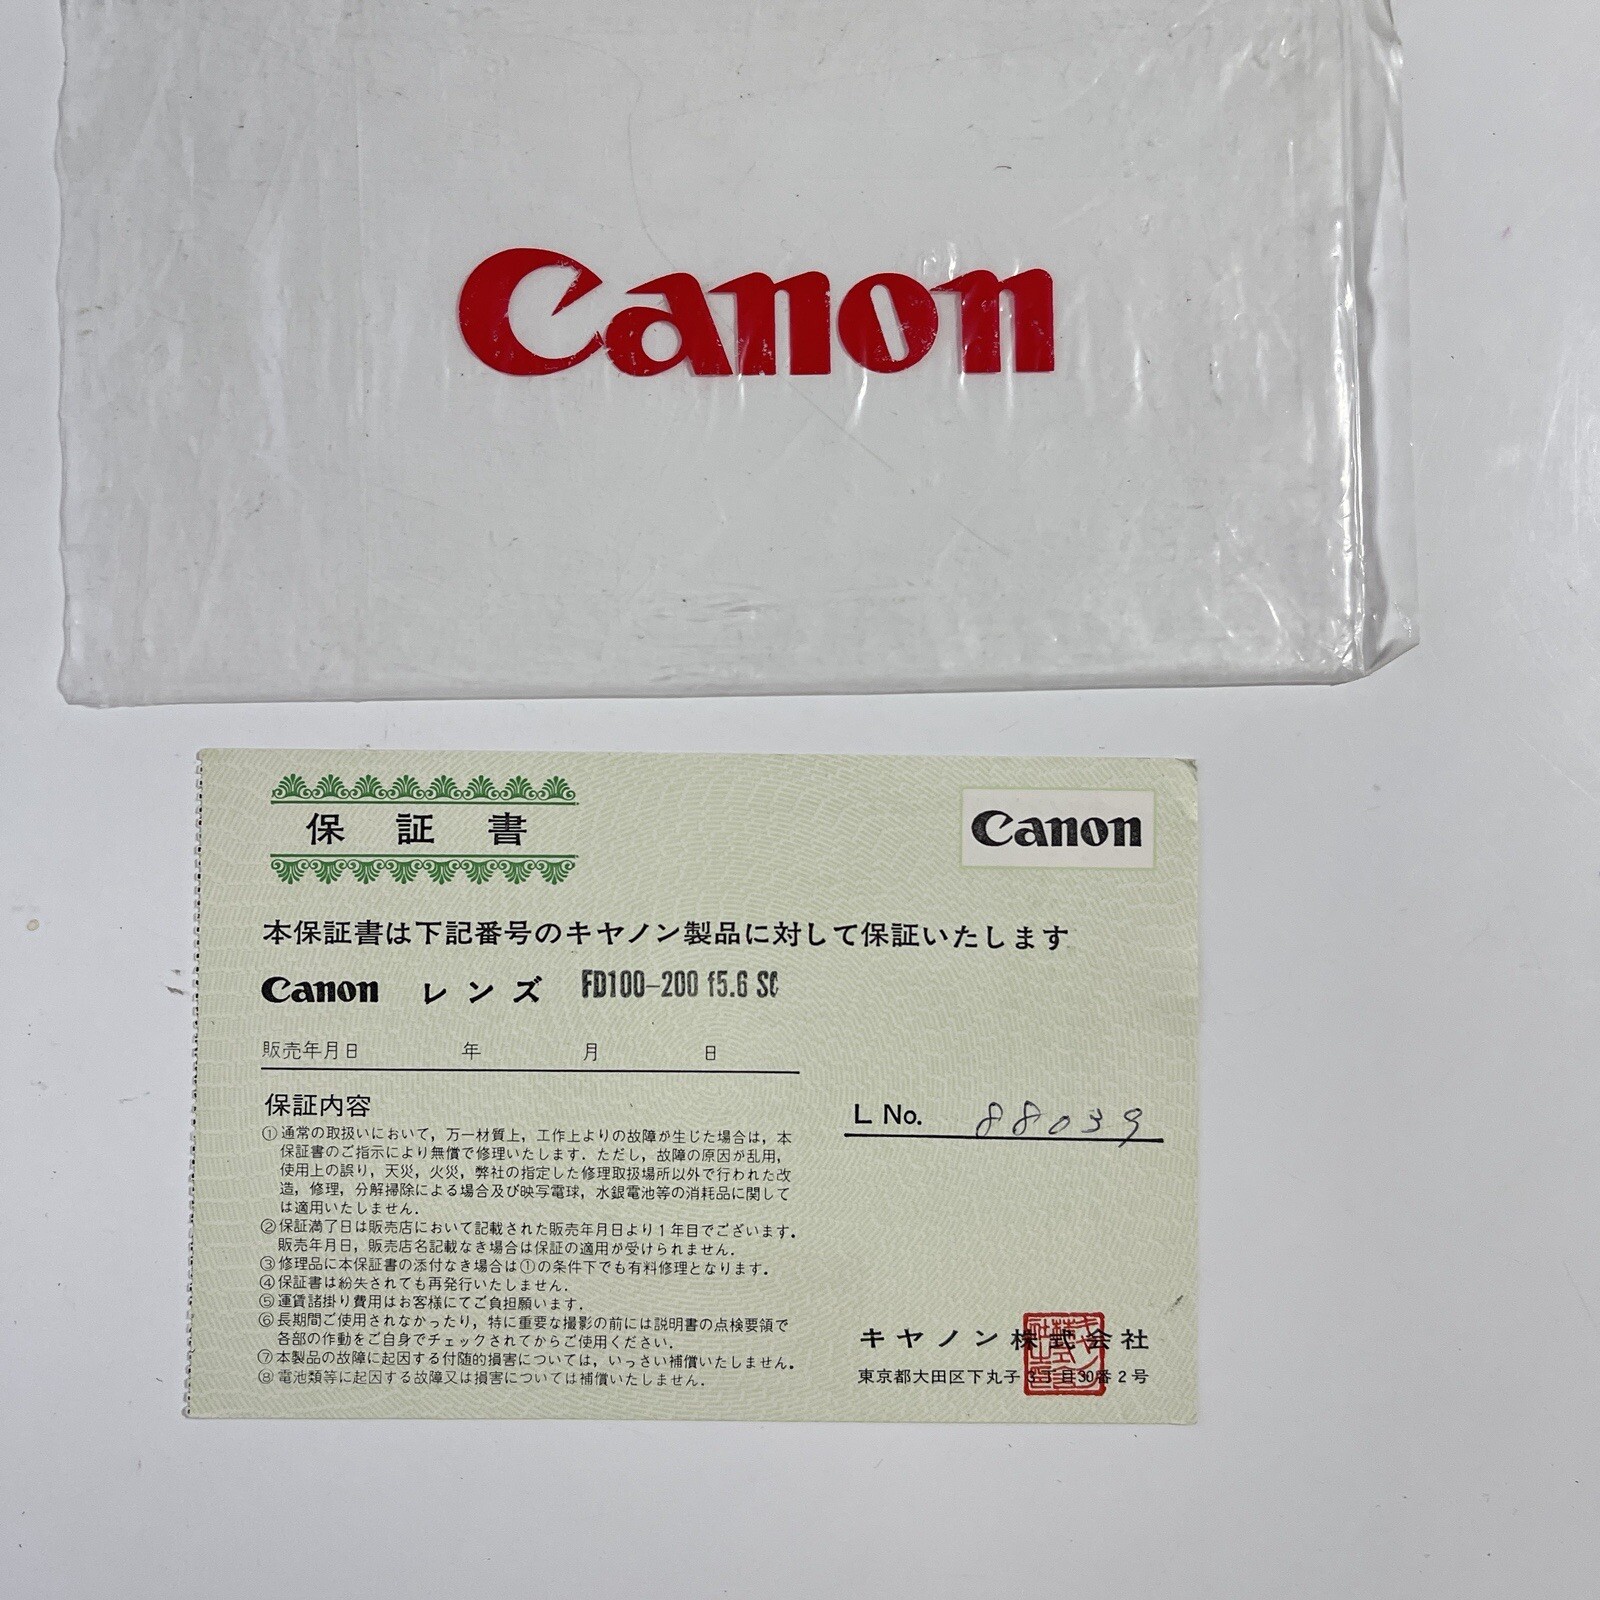 Canon
保証書
Canon
本保証書は下記番号のキヤノン製品に対して保証いたします
Canon レンズ FD100-200 f5.6 SC
販売年月日 年 月 日
保証内容
①通常の取扱いにおいて，万一材質上，工作上よりの故障が生じた場合は，本
保証書のご指示により無償で修理いたします．ただし，故障の原因が乱用，
使用上の誤り，天災，火災，弊社の指定した修理取扱場所以外で行われた改
造，修理，分解掃除による場合及び映写電球，水銀電池等の消耗品に関して
は適用いたしません．
②保証満了日は販売店において記載された販売年月日より1年目でございます．
販売年月日，販売店名記載なき場合は保証の適用が受けられません．
③修理品に本保証書の添付なき場合は①の条件下でも有料修理となります．
④保証書は紛失されても再発行いたしません．
⑤運賃諸掛り費用はお客様にてご負担願います．
⑥長期間ご使用されなかったり，特に重要な撮影の前には説明書の点検要領で
各部の作動をご自身でチェックされてからご使用ください．
⑦本製品の故障に起因する付随的損害については，いっさい補償いたしません．
⑧電池類等に起因する故障又は損害については補償いたしません．
L No. 88039
キヤノン株式会社
東京都大田区下丸子3丁目30番2号